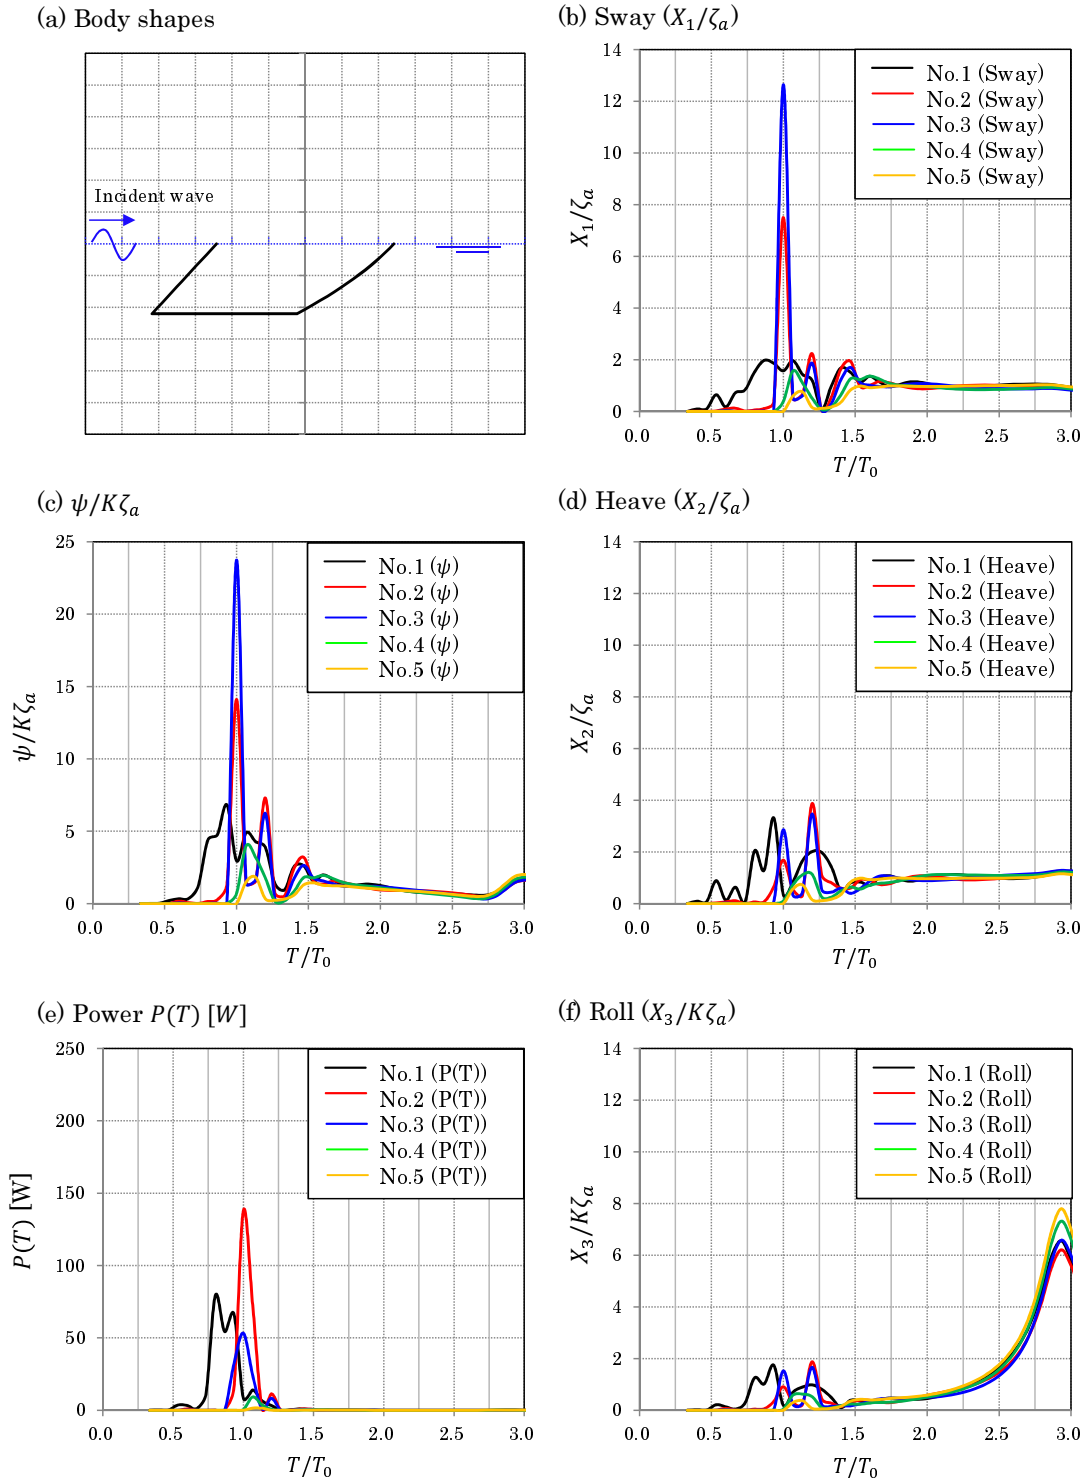 (a) Body shapes
Incident wave
(b) Sway (X₁/ζₐ)
14
12
10
8
6
4
2
0
X₁/ζₐ
No.1 (Sway)
No.2 (Sway)
No.3 (Sway)
No.4 (Sway)
No.5 (Sway)
0.0 0.5 1.0 1.5 2.0 2.5 3.0
T/T₀
(c) ψ/Kζₐ
25
20
15
10
5
0
ψ/Kζₐ
No.1 (ψ)
No.2 (ψ)
No.3 (ψ)
No.4 (ψ)
No.5 (ψ)
0.0 0.5 1.0 1.5 2.0 2.5 3.0
T/T₀
(d) Heave (X₂/ζₐ)
14
12
10
8
6
4
2
0
X₂/ζₐ
No.1 (Heave)
No.2 (Heave)
No.3 (Heave)
No.4 (Heave)
No.5 (Heave)
0.0 0.5 1.0 1.5 2.0 2.5 3.0
T/T₀
(e) Power P(T) [W]
250
200
150
100
50
0
P(T) [W]
No.1 (P(T))
No.2 (P(T))
No.3 (P(T))
No.4 (P(T))
No.5 (P(T))
0.0 0.5 1.0 1.5 2.0 2.5 3.0
T/T₀
(f) Roll (X₃/Kζₐ)
14
12
10
8
6
4
2
0
X₃/Kζₐ
No.1 (Roll)
No.2 (Roll)
No.3 (Roll)
No.4 (Roll)
No.5 (Roll)
0.0 0.5 1.0 1.5 2.0 2.5 3.0
T/T₀